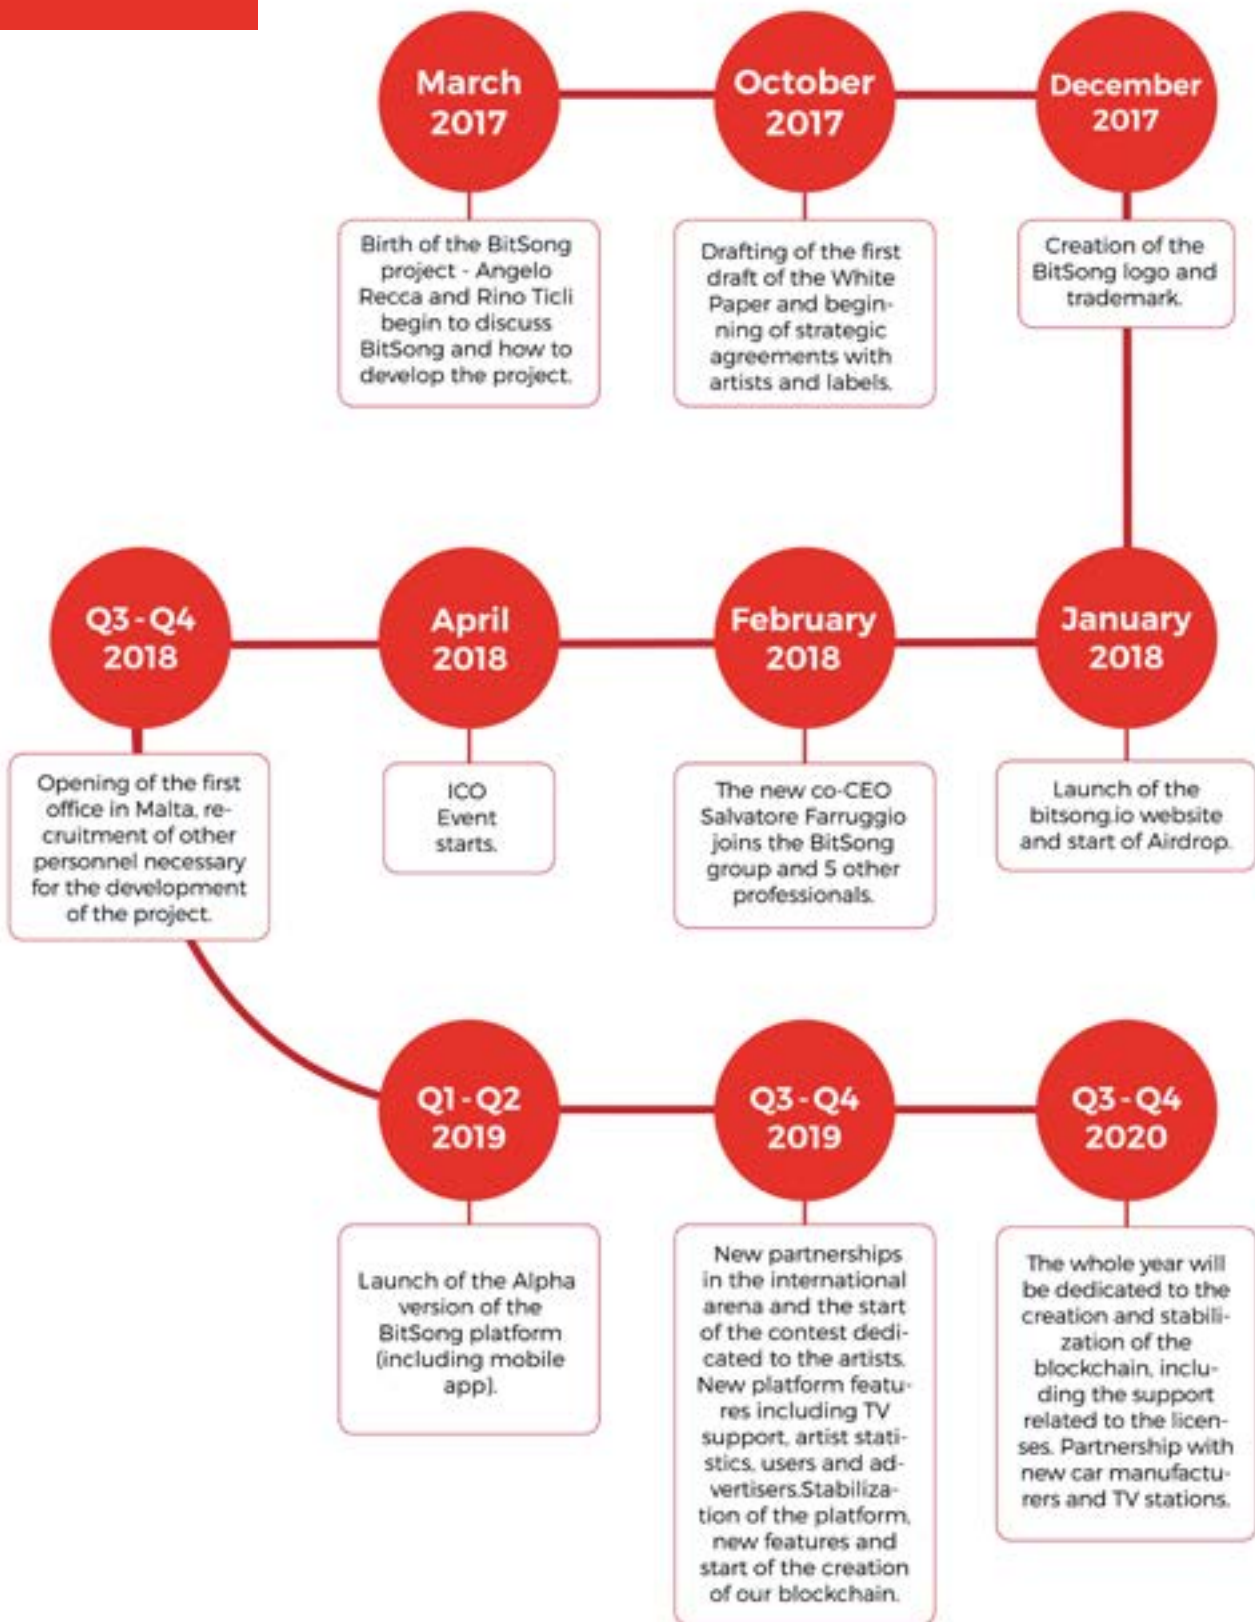 March
2017
Birth of the BitSong
project - Angelo
Recca and Rino Ticli
begin to discuss
BitSong and how to
develop the project.
October
2017
Drafting of the first
draft of the White
Paper and begin-
ning of strategic
agreements with
artists and labels.
December
2017
Creation of the
BitSong logo and
trademark.
January
2018
Launch of the
bitsong.io website
and start of Airdrop.
February
2018
The new co-CEO
Salvatore Farruggio
joins the BitSong
group and 5 other
professionals.
April
2018
ICO
Event
starts.
Q3-Q4
2018
Opening of the first
office in Malta, re-
cruitment of other
personnel necessary
for the development
of the project.
Q1-Q2
2019
Launch of the Alpha
version of the
BitSong platform
(including mobile
app).
Q3-Q4
2019
New partnerships
in the international
arena and the start
of the contest dedi-
cated to the artists.
New platform featu-
res including TV
support, artist stati-
stics, users and ad-
vertisers.Stabiliza-
tion of the platform,
new features and
start of the creation
of our blockchain.
Q3-Q4
2020
The whole year will
be dedicated to the
creation and stabili-
zation of the
blockchain, inclu-
ding the support
related to the licen-
ses. Partnership with
new car manufactu-
rers and TV stations.